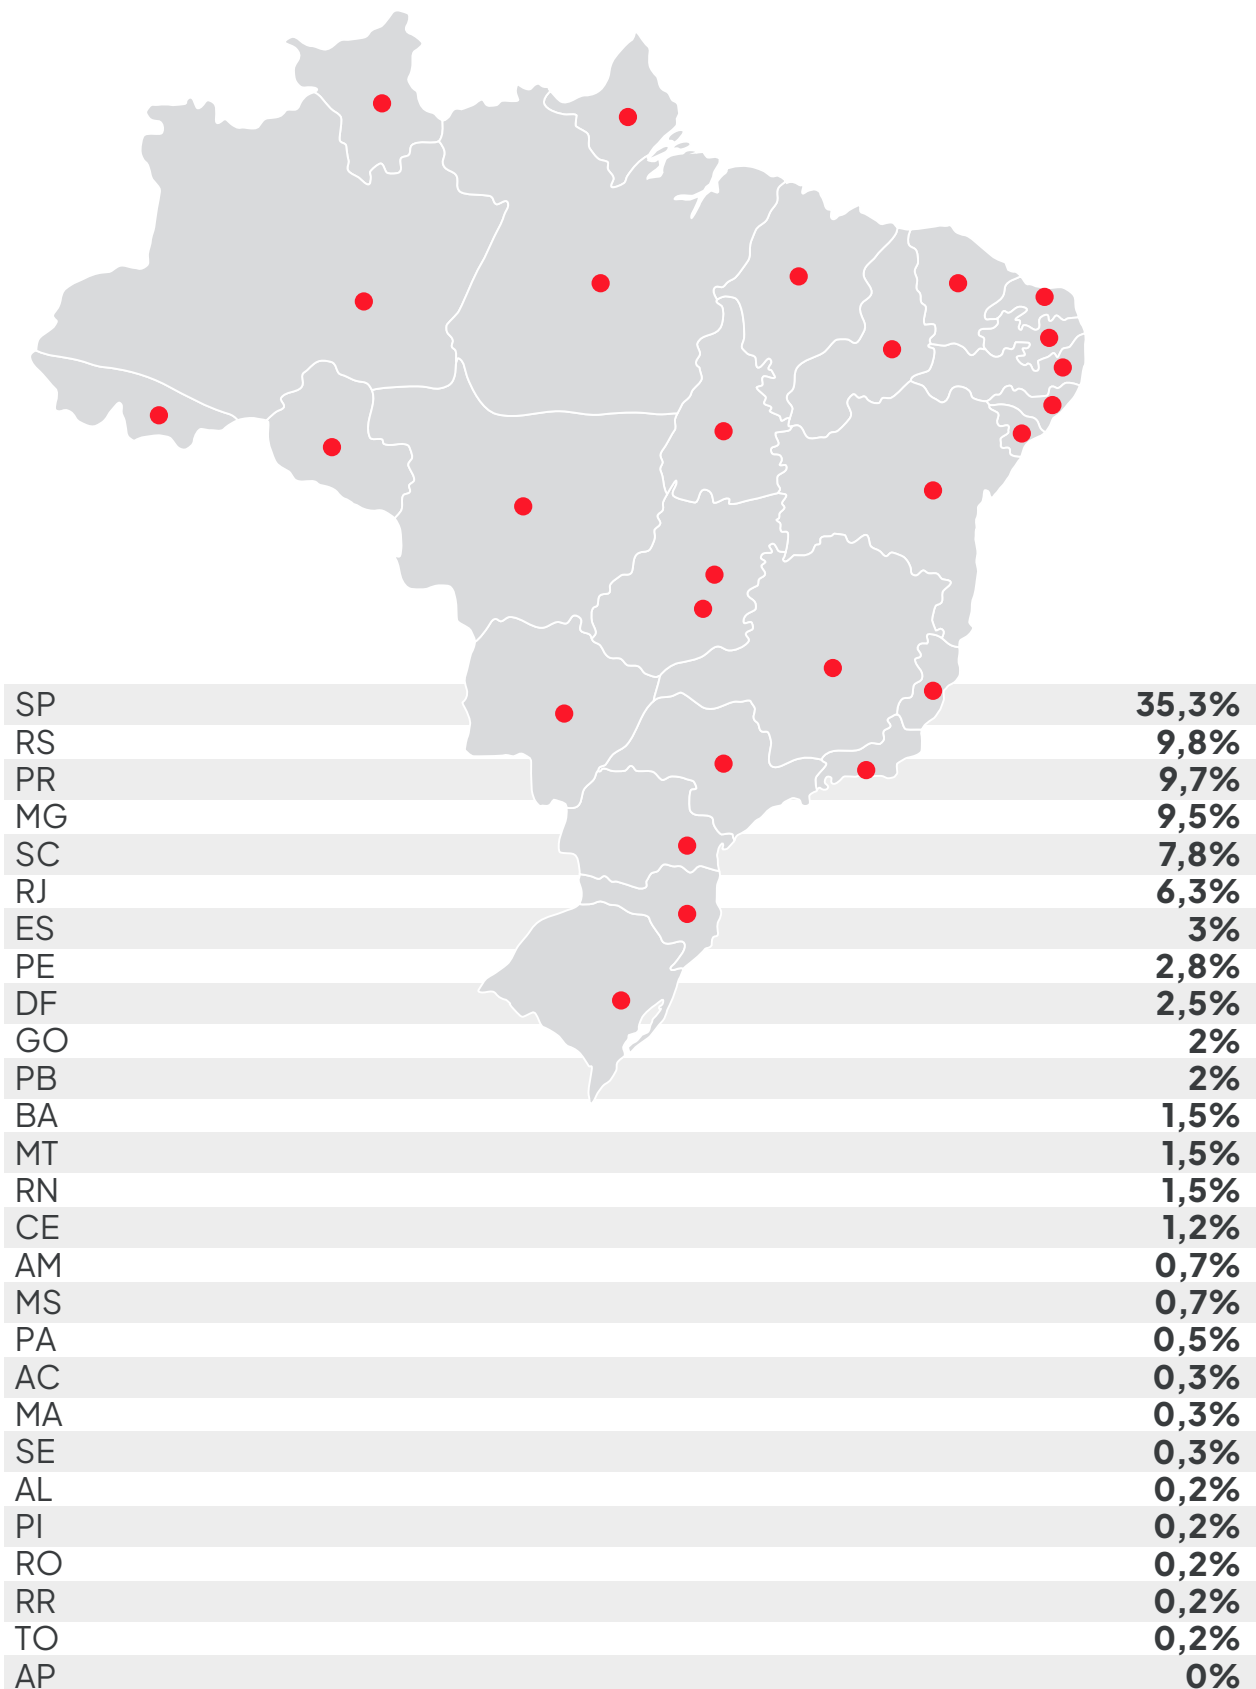 SP 35,3%
RS 9,8%
PR 9,7%
MG 9,5%
SC 7,8%
RJ 6,3%
ES 3%
PE 2,8%
DF 2,5%
GO 2%
PB 2%
BA 1,5%
MT 1,5%
RN 1,5%
CE 1,2%
AM 0,7%
MS 0,7%
PA 0,5%
AC 0,3%
MA 0,3%
SE 0,3%
AL 0,2%
PI 0,2%
RO 0,2%
RR 0,2%
TO 0,2%
AP 0%